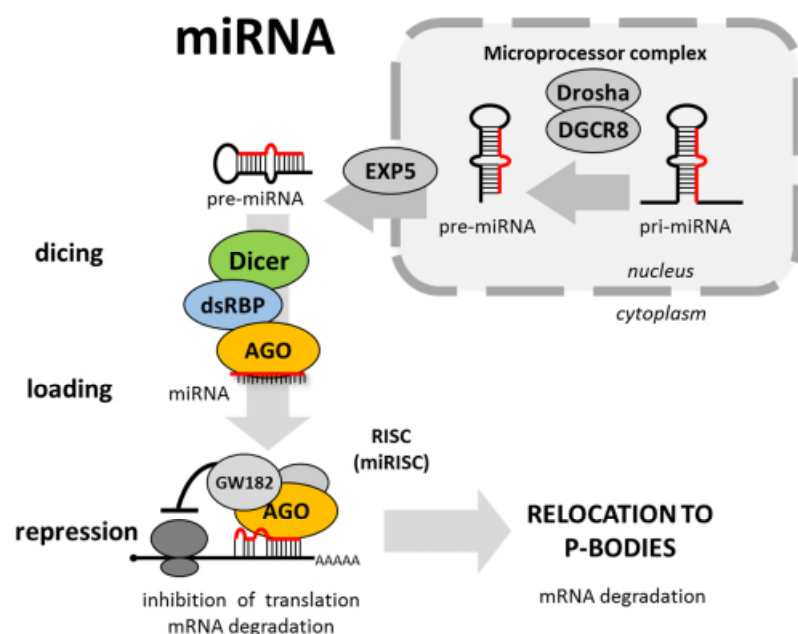 miRNA
Microprocessor complex
Drosha
DGCR8
EXP5
pre-miRNA
pre-miRNA
pri-miRNA
nucleus
cytoplasm
dicing
Dicer
dsRBP
AGO
loading
miRNA
RISC
(miRISC)
GW182
AGO
repression
AAAAA
RELOCATION TO
P-BODIES
inhibition of translation
mRNA degradation
mRNA degradation